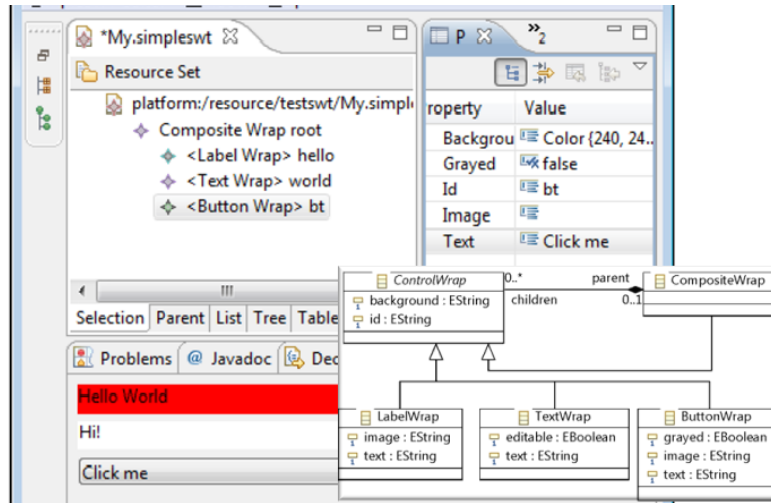 *My.simpleswt
P
»2
Resource Set
platform:/resource/testswt/My.simpl
Composite Wrap root
<Label Wrap> hello
<Text Wrap> world
<Button Wrap> bt
roperty Value
Backgrou Color {240, 24..
Grayed false
Id bt
Image
Text Click me
Selection Parent List Tree Table
Problems @ Javadoc Dec
Hello World
Hi!
Click me
ControlWrap
background : EString
id : EString
0..* parent
children 0..1
CompositeWrap
LabelWrap
image : EString
text : EString
TextWrap
editable : EBoolean
text : EString
ButtonWrap
grayed : EBoolean
image : EString
text : EString